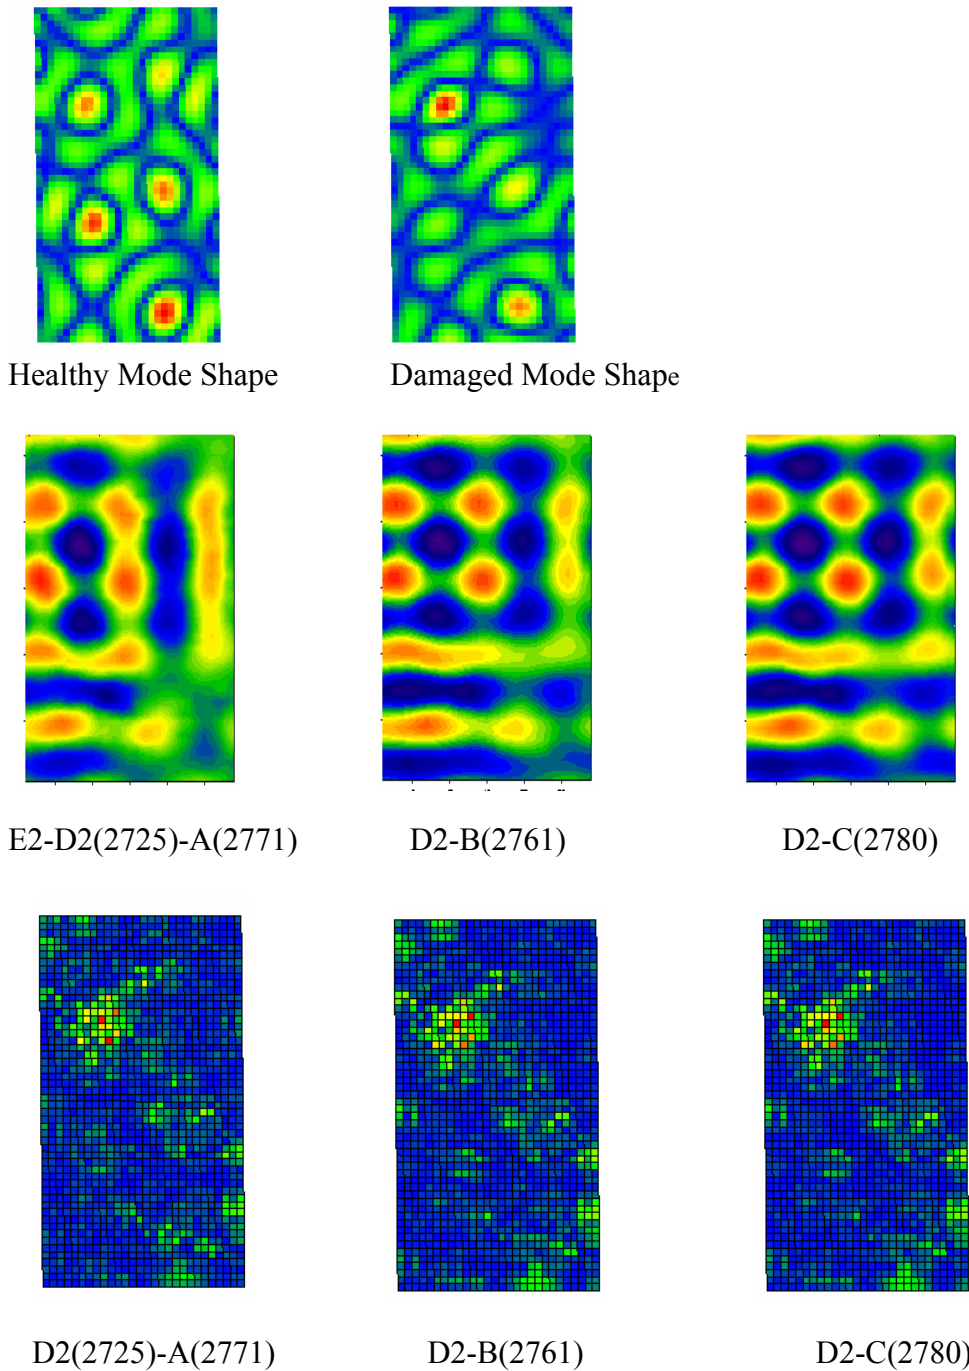 Healthy Mode Shape Damaged Mode Shape
E2-D2(2725)-A(2771) D2-B(2761) D2-C(2780)
D2(2725)-A(2771) D2-B(2761) D2-C(2780)